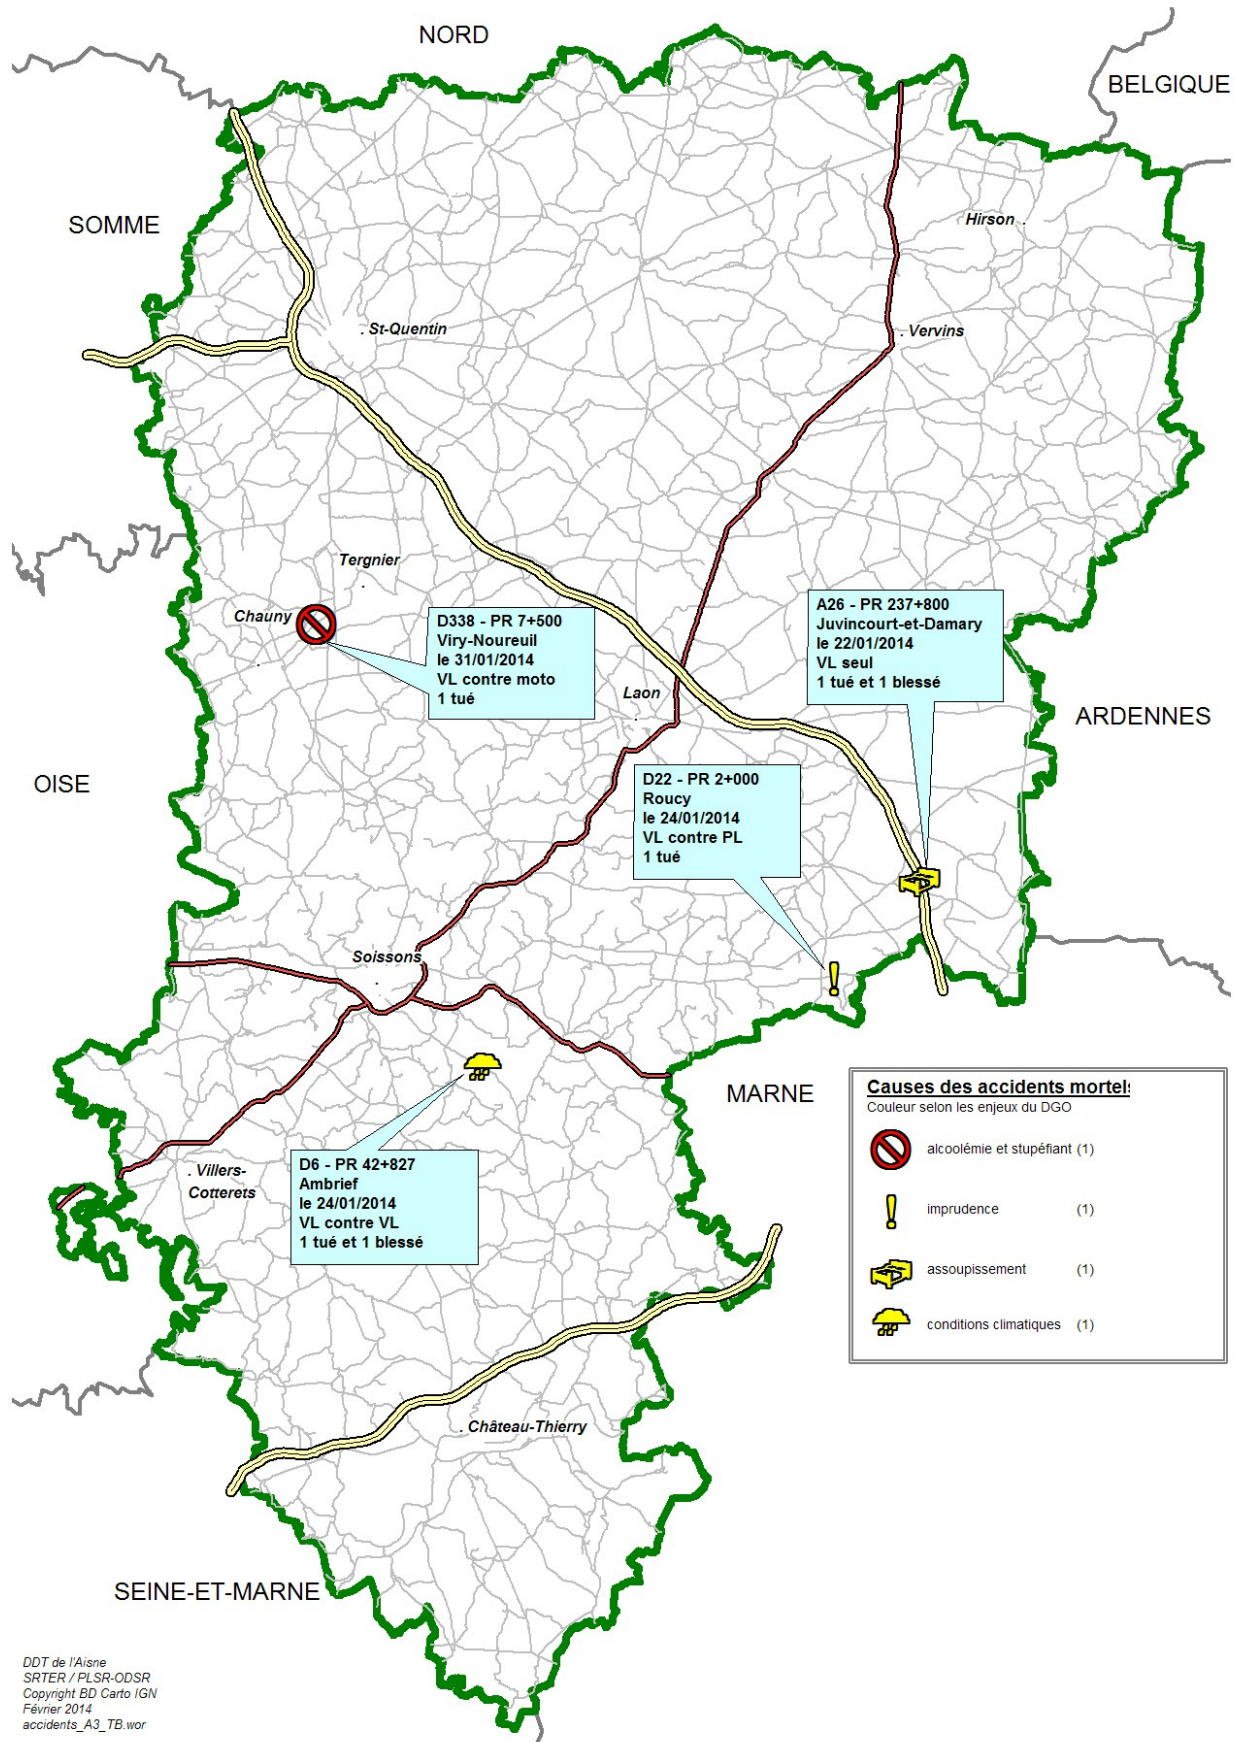 NORD
BELGIQUE
SOMME
Hirson
St-Quentin
Vervins
Tergnier
Chauny
D338 - PR 7+500
Viry-Noureuil
le 31/01/2014
VL contre moto
1 tué
A26 - PR 237+800
Juvincourt-et-Damary
le 22/01/2014
VL seul
1 tué et 1 blessé
Laon
ARDENNES
OISE
D22 - PR 2+000
Roucy
le 24/01/2014
VL contre PL
1 tué
Soissons
MARNE
Villers-
Cotterets
D6 - PR 42+827
Ambrief
le 24/01/2014
VL contre VL
1 tué et 1 blessé
Causes des accidents mortels
Couleur selon les enjeux du DGO
alcoolémie et stupéfiant (1)
imprudence (1)
assoupissement (1)
conditions climatiques (1)
Château-Thierry
SEINE-ET-MARNE
DDT de l'Aisne
SRTER / PLSR-ODSR
Copyright BD Carto IGN
Février 2014
accidents_A3_TB.wor